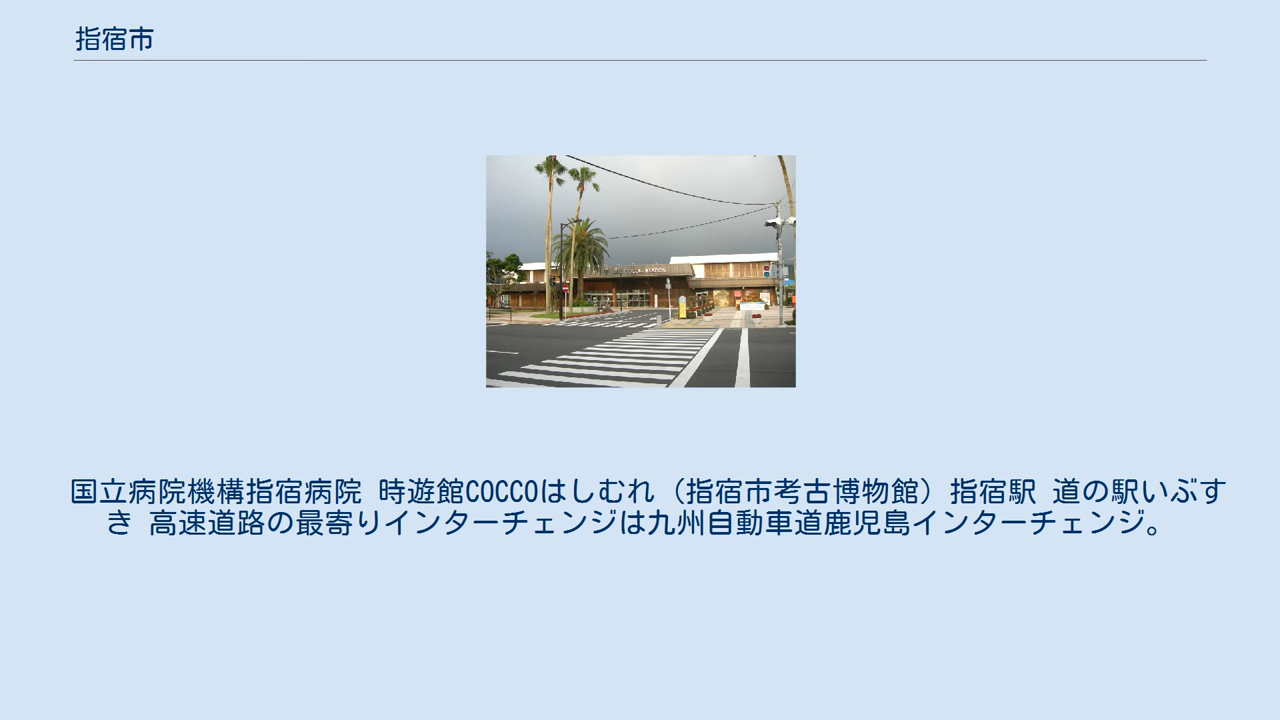 指宿市
国立病院機構指宿病院 時遊館COCCOはしむれ（指宿市考古博物館）指宿駅 道の駅いぶす
き 高速道路の最寄りインターチェンジは九州自動車道鹿児島インターチェンジ。